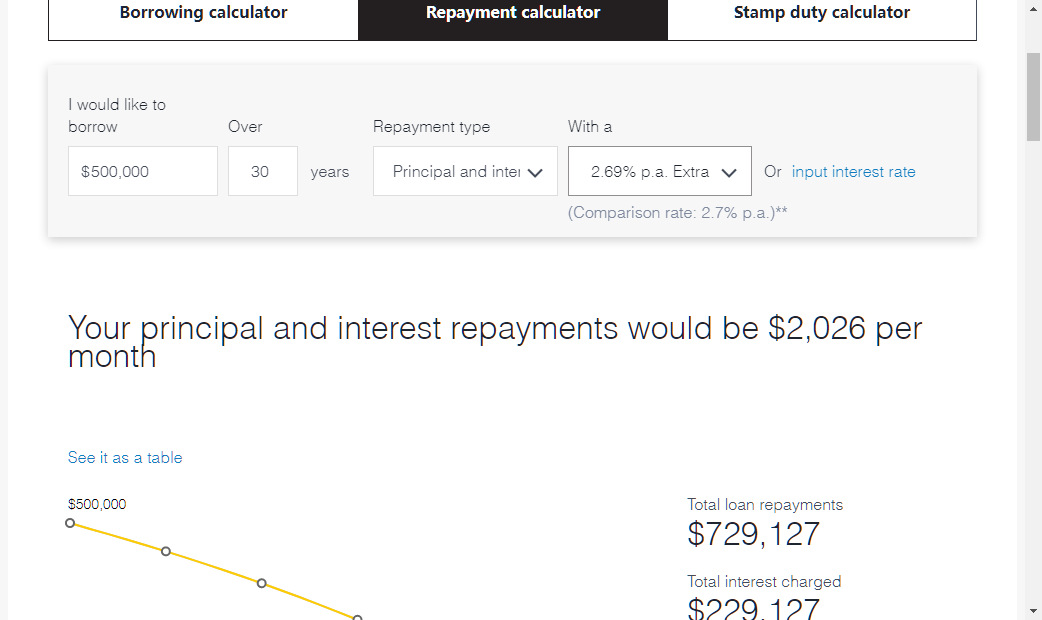 Borrowing calculator
Repayment calculator
Stamp duty calculator
I would like to
borrow
Over
Repayment type
With a
$500,000
30
years
Principal and inter
2.69% p.a. Extra
Or input interest rate
(Comparison rate: 2.7% p.a.)**
Your principal and interest repayments would be $2,026 per
month
See it as a table
$500,000
Total loan repayments
$729,127
Total interest charged
$229,127